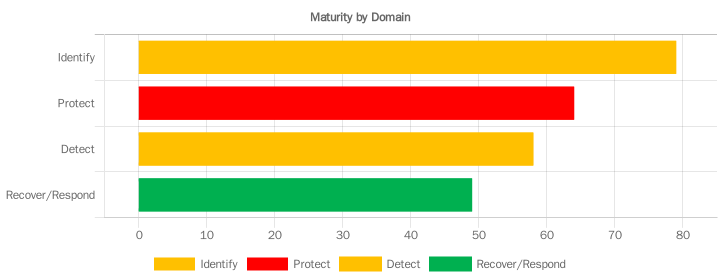 Maturity by Domain
Identify
Protect
Detect
Recover/Respond
0 10 20 30 40 50 60 70 80
Identify Protect Detect Recover/Respond